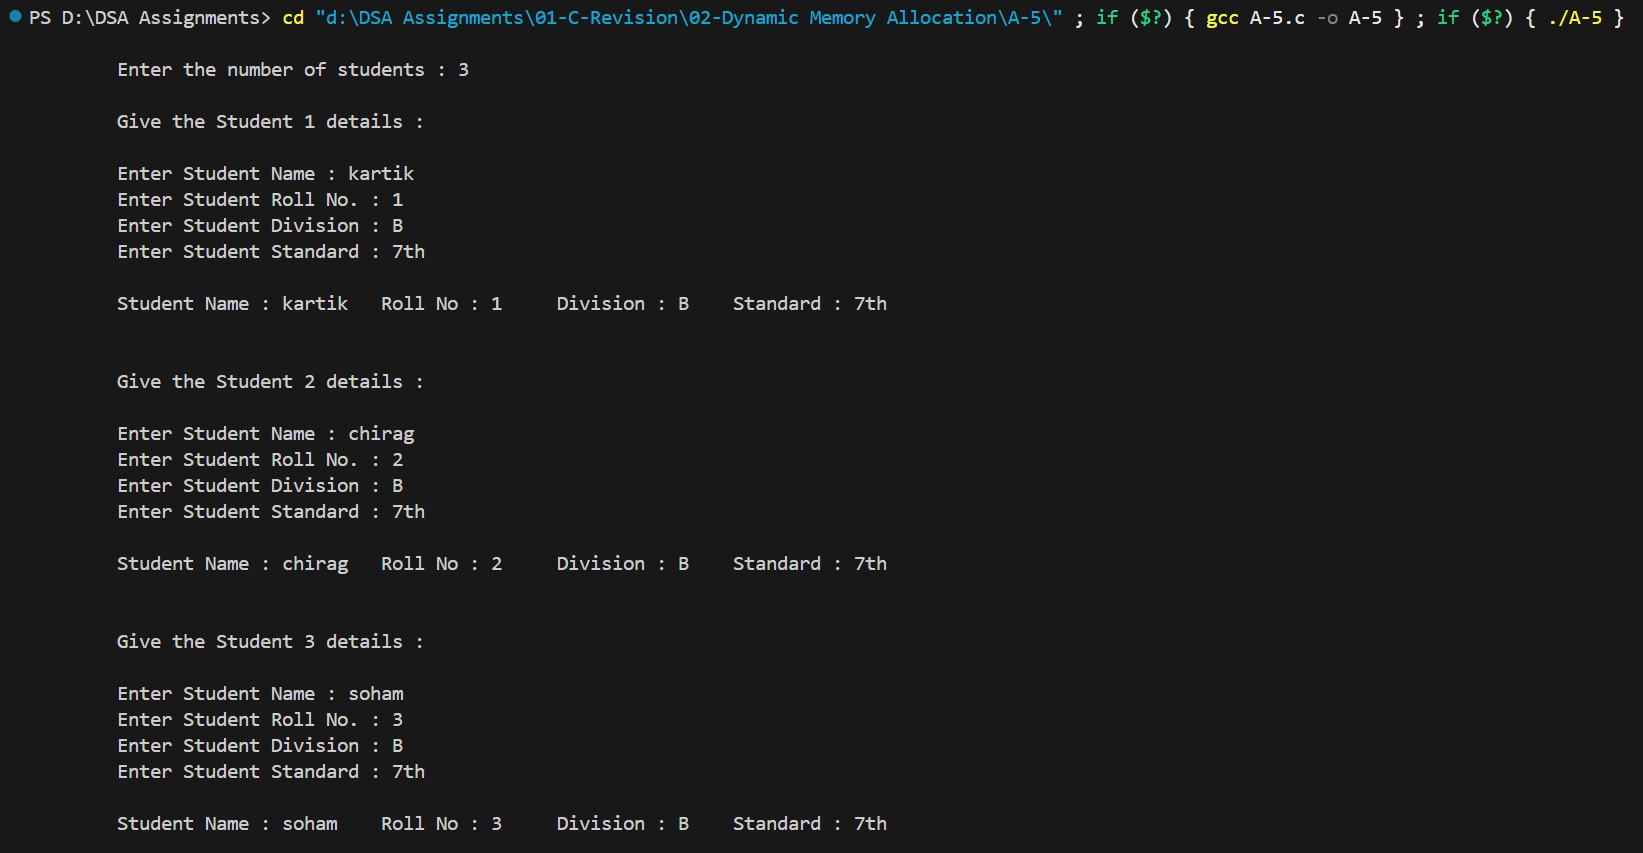 PS D:\DSA Assignments> cd "d:\DSA Assignments\01-C-Revision\02-Dynamic Memory Allocation\A-5\" ; if ($?) { gcc A-5.c -o A-5 } ; if ($?) { ./A-5 }
Enter the number of students : 3
Give the Student 1 details :
Enter Student Name : kartik
Enter Student Roll No. : 1
Enter Student Division : B
Enter Student Standard : 7th
Student Name : kartik   Roll No : 1     Division : B    Standard : 7th
Give the Student 2 details :
Enter Student Name : chirag
Enter Student Roll No. : 2
Enter Student Division : B
Enter Student Standard : 7th
Student Name : chirag   Roll No : 2     Division : B    Standard : 7th
Give the Student 3 details :
Enter Student Name : soham
Enter Student Roll No. : 3
Enter Student Division : B
Enter Student Standard : 7th
Student Name : soham    Roll No : 3     Division : B    Standard : 7th